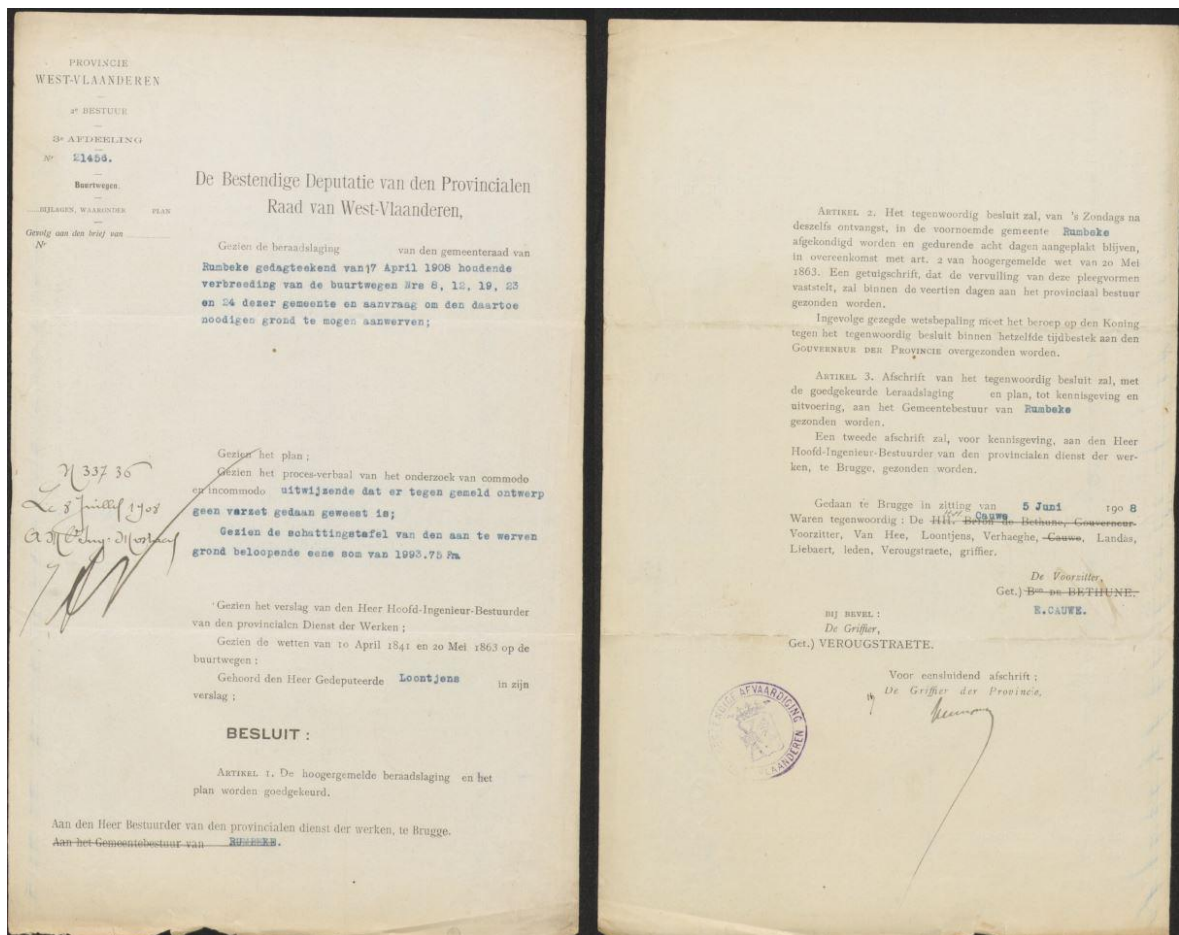 PROVINCIE
WEST-VLAANDEREN
2e BESTUUR
3e AFDEELING
No 21456.
Buurtwegen.
BIJLAGEN, WAARONDER PLAN
Gevolg aan den brief van
No
De Bestendige Deputatie van den Provincialen
Raad van West-Vlaanderen,
Gezien de beraadslaging van den gemeenteraad van
Rumbeke gedagteekend van 17 April 1908 houdende
verbreeding van de buurtwegen Nrs 8, 12, 19, 23
en 24 dezer gemeente en aanvraag om den daartoe
noodigen grond te mogen aanwerven;
Gezien het plan ;
Gezien het proces-verbaal van het onderzoek van commodo
en incommodo uitwijzende dat er tegen gemeld ontwerp
geen verzet gedaan geweest is;
Gezien de schattingstafel van den aan te werven
grond beloopende eene som van 1993.75 Fr
N 337 36
Le 8 Juillet 1908
Gezien het verslag van den Heer Hoofd-Ingenieur-Bestuurder
van den provincialen Dienst der Werken ;
Gezien de wetten van 10 April 1841 en 20 Mei 1863 op de
buurtwegen ;
Gehoord den Heer Gedeputeerde Loontjens in zijn
verslag ;
BESLUIT :
ARTIKEL 1. De hoogergemelde beraadslaging en het
plan worden goedgekeurd.
Aan den Heer Bestuurder van den provincialen dienst der werken, te Brugge.
Aan het Gemeentebestuur van RUMBEKE.
ARTIKEL 2. Het tegenwoordig besluit zal, van 's Zondags na
deszelfs ontvangst, in de voornoemde gemeente Rumbeke
afgekondigd worden en gedurende acht dagen aangeplakt blijven,
in overeenkomst met art. 2 van hoogergemelde wet van 20 Mei
1863. Een getuigschrift, dat de vervulling van deze pleegvormen
vaststelt, zal binnen de veertien dagen aan het provinciaal bestuur
gezonden worden.
Ingevolge gezegde wetsbepaling moet het beroep op den Koning
tegen het tegenwoordig besluit binnen hetzelfde tijdbestek aan den
GOUVERNEUR DER PROVINCIE overgezonden worden.
ARTIKEL 3. Afschrift van het tegenwoordig besluit zal, met
de goedgekeurde beraadslaging en plan, tot kennisgeving en
uitvoering, aan het Gemeentebestuur van Rumbeke
gezonden worden.
Een tweede afschrift zal, voor kennisgeving, aan den Heer
Hoofd-Ingenieur-Bestuurder van den provincialen dienst der wer-
ken, te Brugge, gezonden worden.
Gedaan te Brugge in zitting van 5 Juni 1908
Waren tegenwoordig : De HH. Cauwe Baron de Bethune, Gouverneur-
Voorzitter, Van Hee, Loontjens, Verhaeghe, Cauwe, Landas,
Liebaert, leden, Verougstraete, griffier.
De Voorzitter,
Get.) Bon DE BETHUNE.
E.CAUWE.
BIJ BEVEL :
De Griffier,
Get.) VEROUGSTRAETE.
Voor eensluidend afschrift ;
De Griffier der Provincie,
AFVAARDIGING
VLAANDEREN